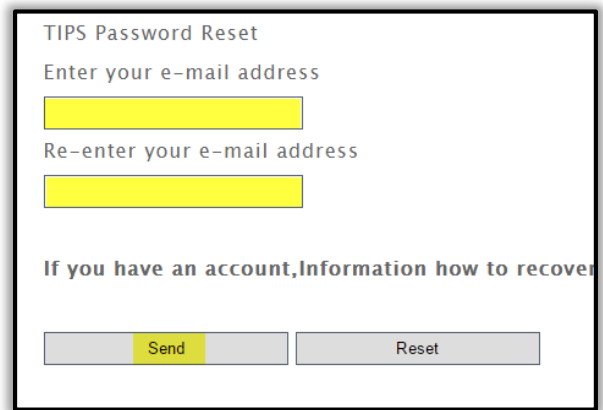 TIPS Password Reset
Enter your e-mail address
Re-enter your e-mail address
If you have an account,Information how to recover
Send Reset